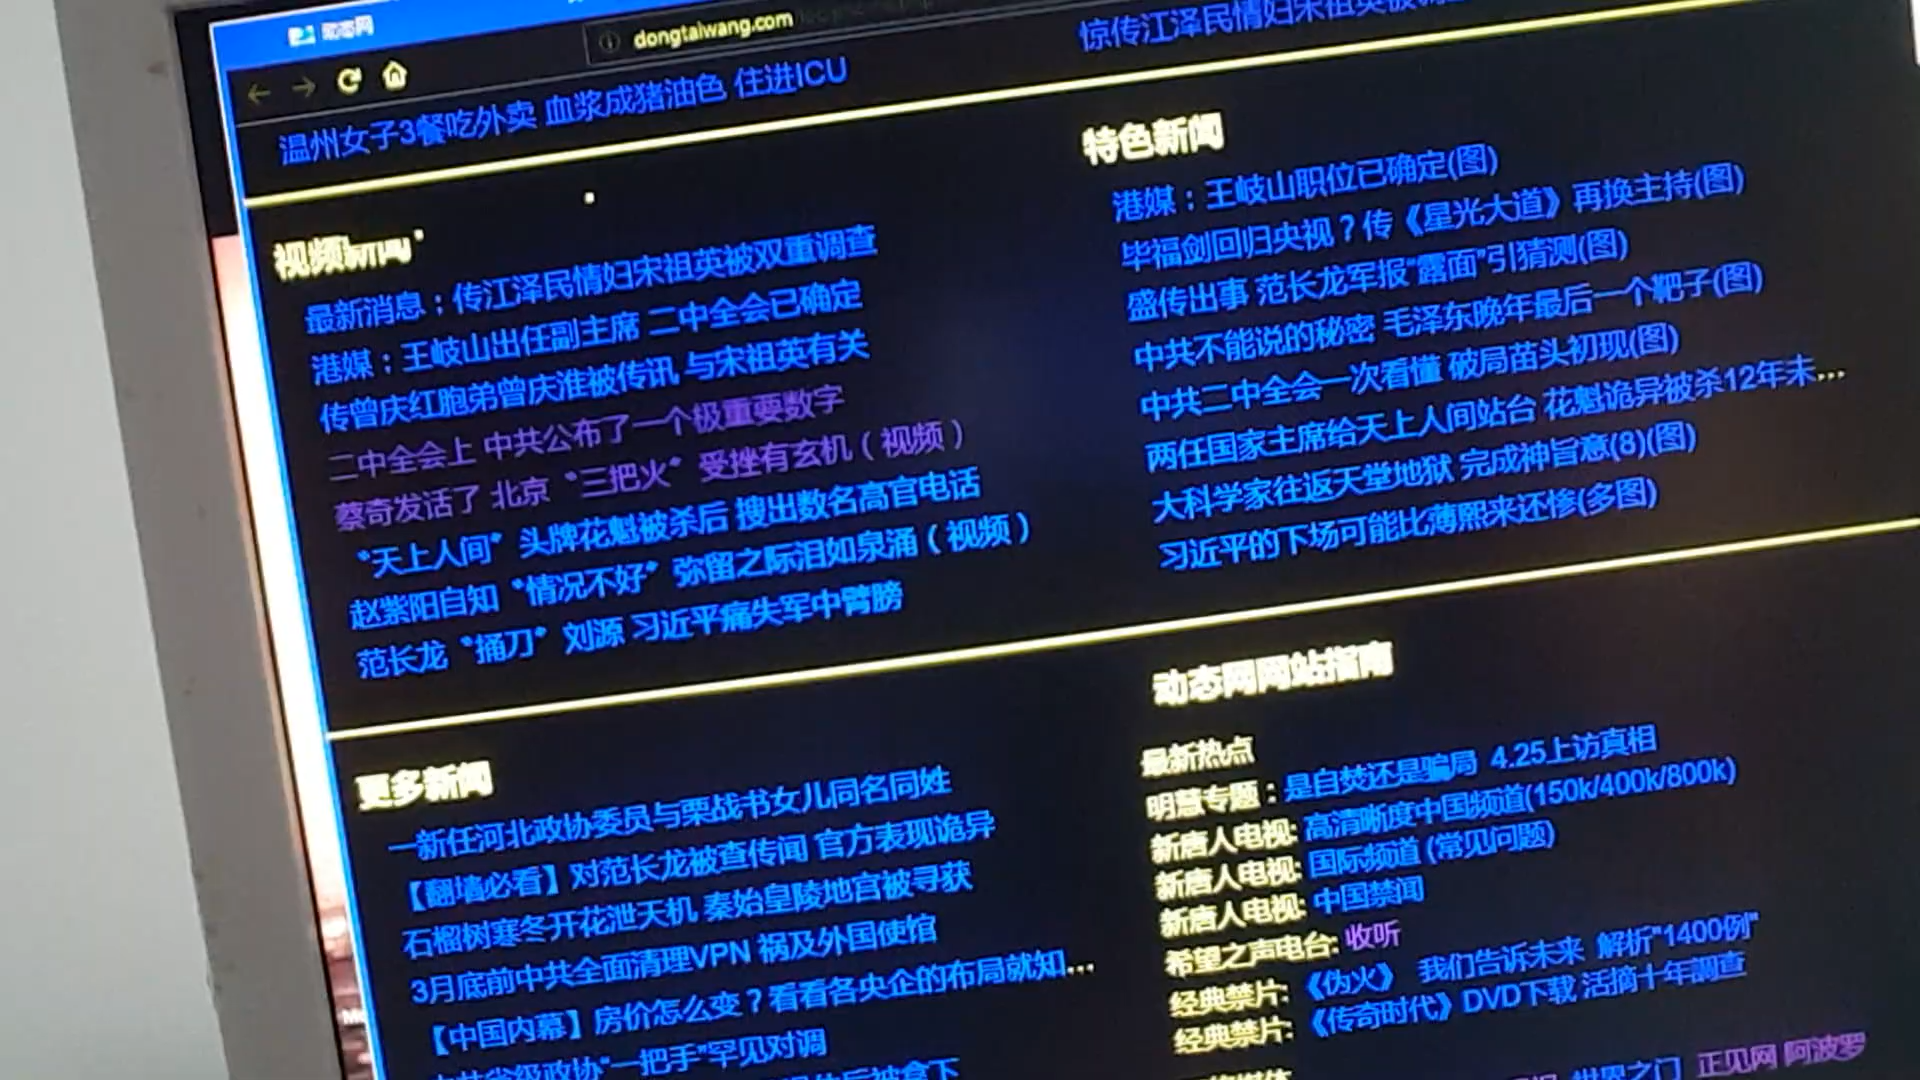 动态网
dongtaiwang.com
温州女子3餐吃外卖 血浆成猪油色 住进ICU
惊传江泽民情妇宋祖英被
视频新闻
最新消息；传江泽民情妇宋祖英被双重调查
港媒：王岐山出任副主席 二中全会已确定
传曾庆红胞弟曾庆淮被传讯 与宋祖英有关
二中全会上 中共公布了一个极重要数字
蔡奇发话了 北京“三把火”受挫有玄机（视频）
“天上人间”头牌花魁被杀后 搜出数名高官电话
赵紫阳自知“情况不好”弥留之际泪如泉涌（视频）
范长龙“捅刀”刘源 习近平痛失军中臂膀
特色新闻
港媒：王岐山职位已确定(图)
毕福剑回归央视？传《星光大道》再换主持(图)
盛传出事 范长龙军报“露面”引猜测(图)
中共不能说的秘密 毛泽东晚年最后一个靶子(图)
中共二中全会一次看懂 破局苗头初现(图)
两任国家主席给天上人间站台 花魁诡异被杀12年未...
大科学家往返天堂地狱 完成神旨意(8)(图)
习近平的下场可能比薄熙来还惨(多图)
更多新闻
一新任河北政协委员与栗战书女儿同名同姓
【翻墙必看】对范长龙被查传闻 官方表现诡异
石榴树寒冬开花泄天机 秦始皇陵地宫被寻获
3月底前中共全面清理VPN 祸及外国使馆
【中国内幕】房价怎么变？看看各央企的布局就知...
省级政协“一把手”罕见对调
后被拿下
动态网网站指南
最新热点
明慧专题：是自焚还是骗局 4.25上访真相
新唐人电视: 高清晰度中国频道(150k/400k/800k)
新唐人电视: 国际频道 (常见问题)
新唐人电视: 中国禁闻
希望之声电台: 收听
经典禁片: 《伪火》 我们告诉未来 解析"1400例"
经典禁片: 《传奇时代》DVD下载 活摘十年調查
世界之门 正见网 阿波罗